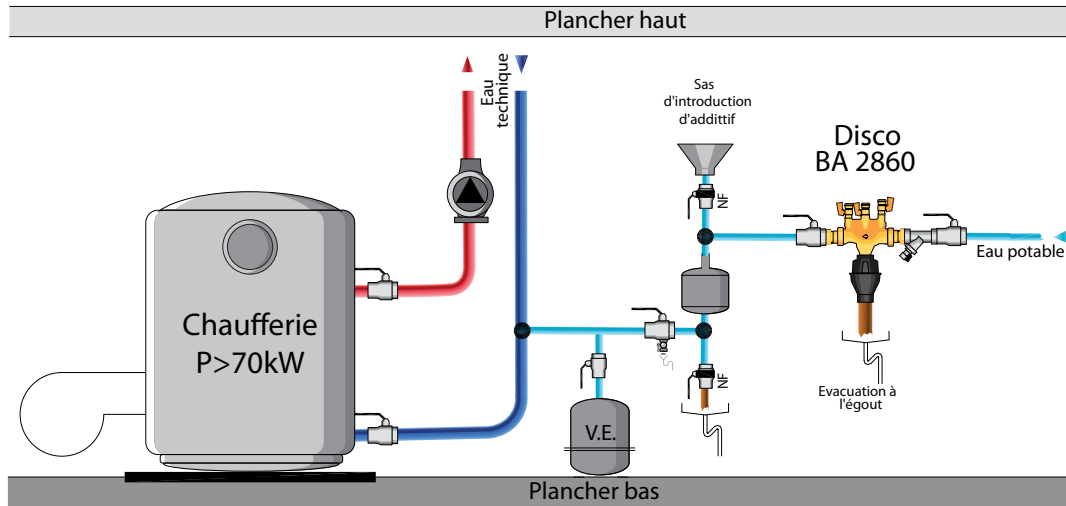 Plancher haut
Eau
technique
Sas
d'introduction
d'addittif
Disco
BA 2860
NF
Eau potable
Chaufferie
P>70kW
NF
Evacuation à
l'égout
V.E.
Plancher bas